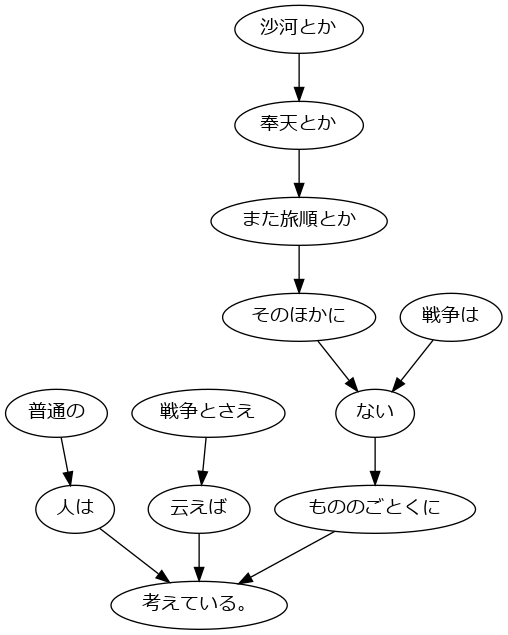 沙河とか
奉天とか
また旅順とか
そのほかに
戦争は
普通の
戦争とさえ
ない
人は
云えば
もののごとくに
考えている。